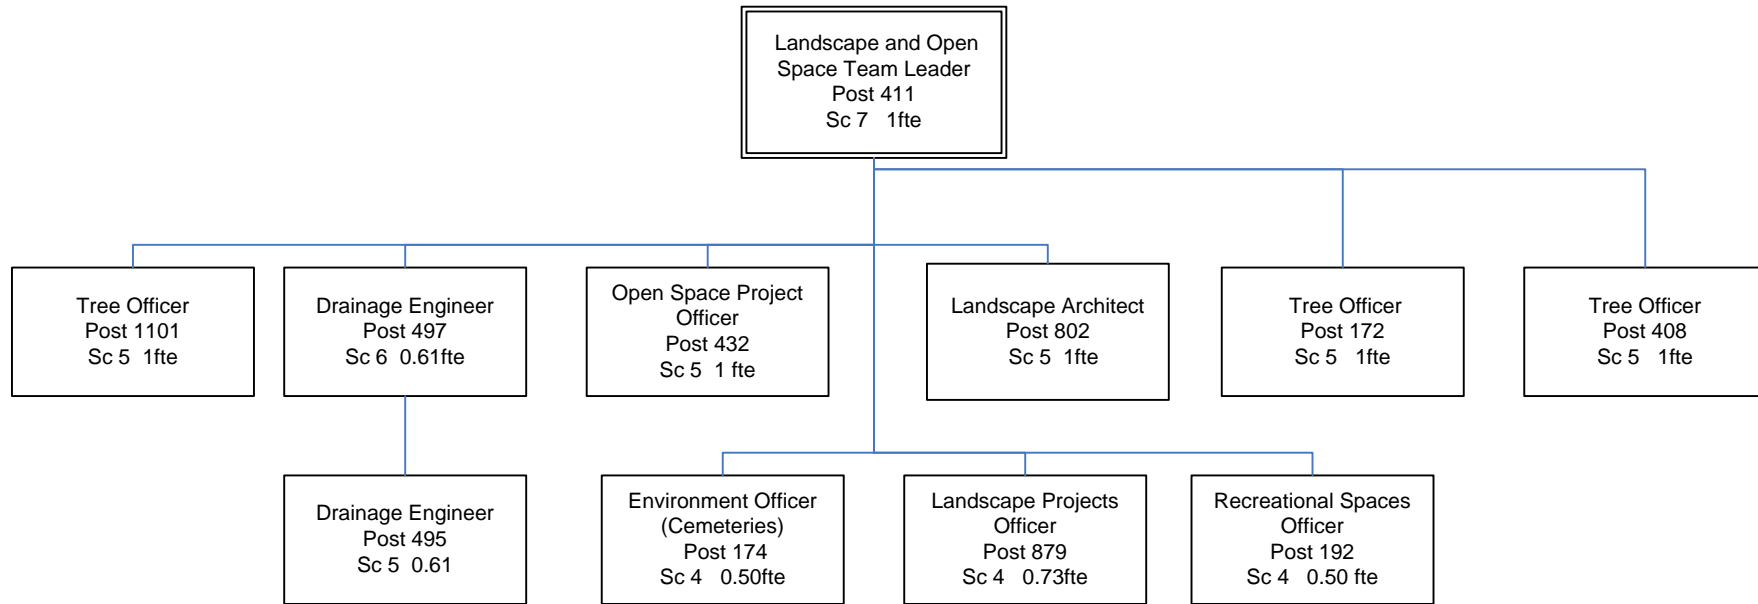 Landscape and Open
Space Team Leader
Post 411
Sc 7 1fte
Tree Officer
Post 1101
Sc 5 1fte
Drainage Engineer
Post 497
Sc 6 0.61fte
Open Space Project
Officer
Post 432
Sc 5 1 fte
Landscape Architect
Post 802
Sc 5 1fte
Tree Officer
Post 172
Sc 5 1fte
Tree Officer
Post 408
Sc 5 1fte
Drainage Engineer
Post 495
Sc 5 0.61
Environment Officer
(Cemeteries)
Post 174
Sc 4 0.50fte
Landscape Projects
Officer
Post 879
Sc 4 0.73fte
Recreational Spaces
Officer
Post 192
Sc 4 0.50 fte